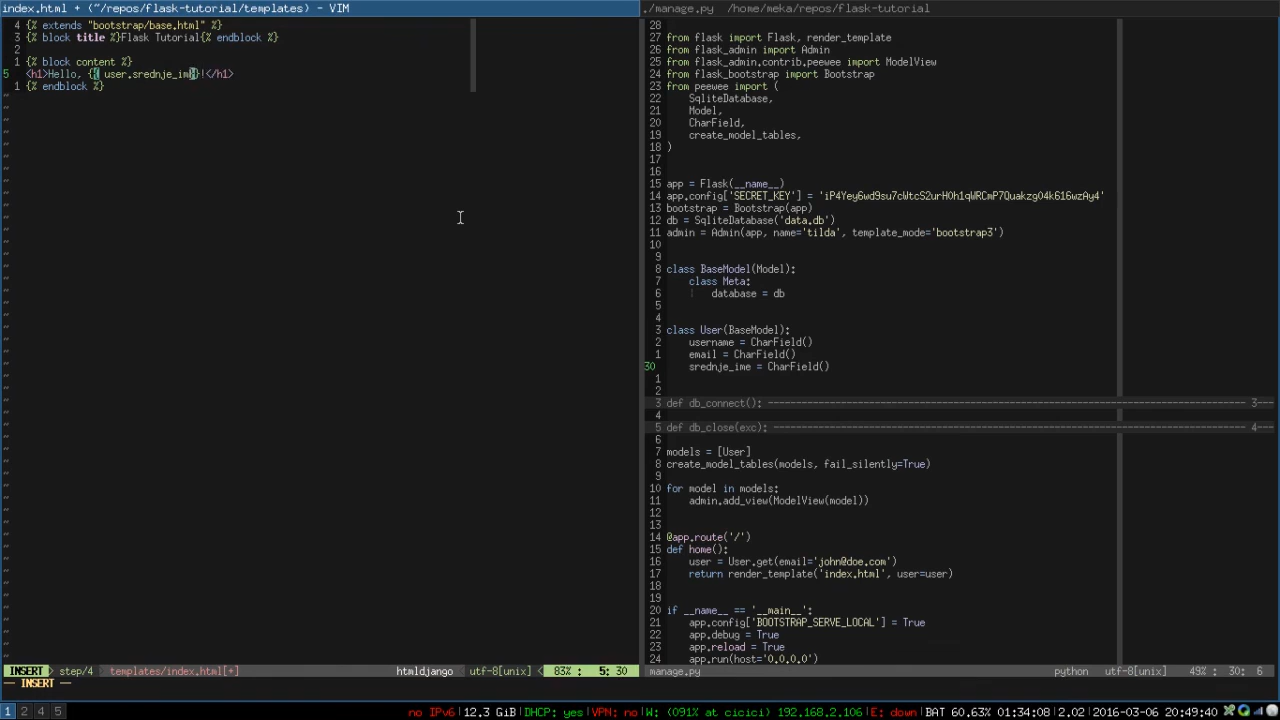 index.html + (~/repos/flask-tutorial/templates) - VIM
4 {% extends "bootstrap/base.html" %}
3 {% block title %}Flask Tutorial{% endblock %}
2
1 {% block content %}
5 <h1>Hello, {{ user.srednje_im}}!</h1>
1 {% endblock %}
INSERT step/4 templates/index.html[+] htmldjango utf-8[unix] 83% : 5: 30
-- INSERT --
./manage.py /home/meka/repos/flask-tutorial
28
27 from flask import Flask, render_template
26 from flask_admin import Admin
25 from flask_admin.contrib.peewee import ModelView
24 from flask_bootstrap import Bootstrap
23 from peewee import (
22 SqliteDatabase,
21 Model,
20 CharField,
19 create_model_tables,
18 )
17
16
15 app = Flask(__name__)
14 app.config['SECRET_KEY'] = 'iP4Yey6wd9su7cWtcS2urH0h1qWRCmP7Quakzg04k616wzAy4'
13 bootstrap = Bootstrap(app)
12 db = SqliteDatabase('data.db')
11 admin = Admin(app, name='tilda', template_mode='bootstrap3')
10
9
8 class BaseModel(Model):
7 class Meta:
6 database = db
5
4
3 class User(BaseModel):
2 username = CharField()
1 email = CharField()
30 srednje_ime = CharField()
1
2
3 def db_connect(): 3
4
5 def db_close(exc): 4
6
7 models = [User]
8 create_model_tables(models, fail_silently=True)
9
10 for model in models:
11 admin.add_view(ModelView(model))
12
13
14 @app.route('/')
15 def home():
16 user = User.get(email='john@doe.com')
17 return render_template('index.html', user=user)
18
19
20 if __name__ == '__main__':
21 app.config['BOOTSTRAP_SERVE_LOCAL'] = True
22 app.debug = True
23 app.reload = True
24 app.run(host='0.0.0.0')
manage.py python utf-8[unix] 49% : 30: 6
1 2 4 5 no IPv6|12.3 GiB|DHCP: yes|VPN: no|W: (091% at cicici) 192.168.2.106|E: down|BAT 60.63% 01:34:08|2.02|2016-03-06 20:49:40